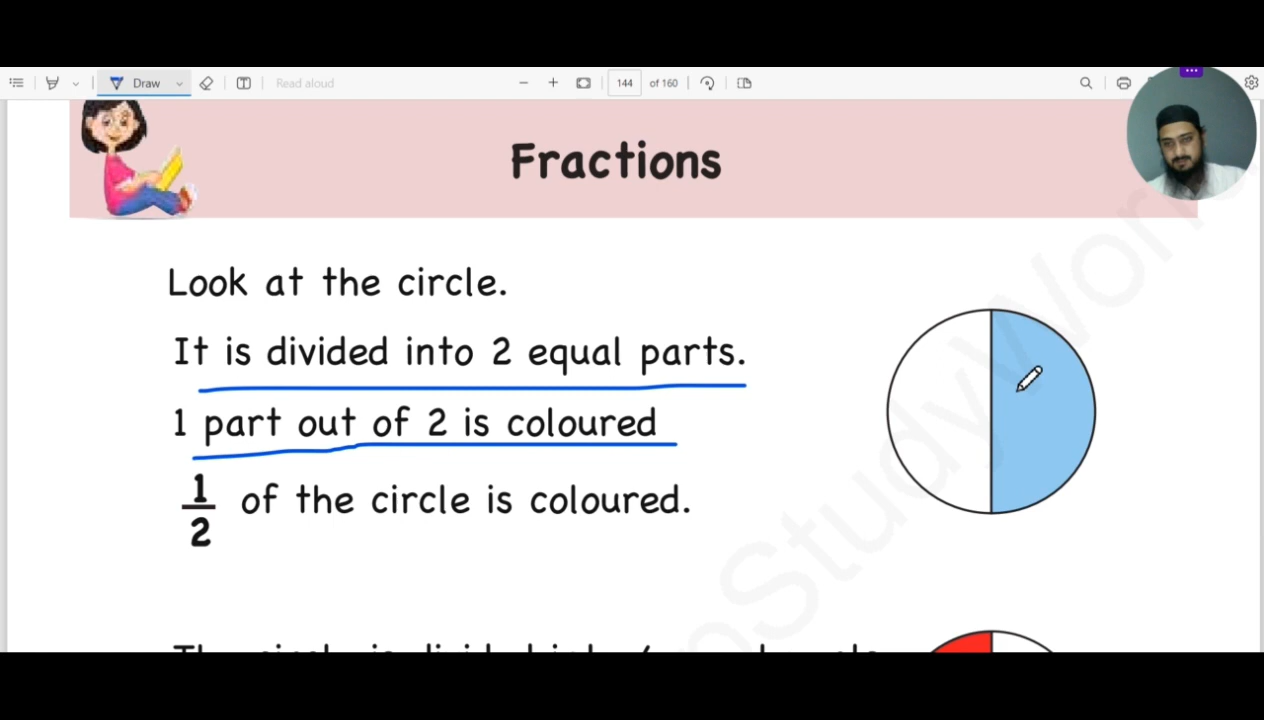 Draw
Read aloud
144 of 160
Fractions
Look at the circle.
It is divided into 2 equal parts.
1 part out of 2 is coloured
1
2
of the circle is coloured.